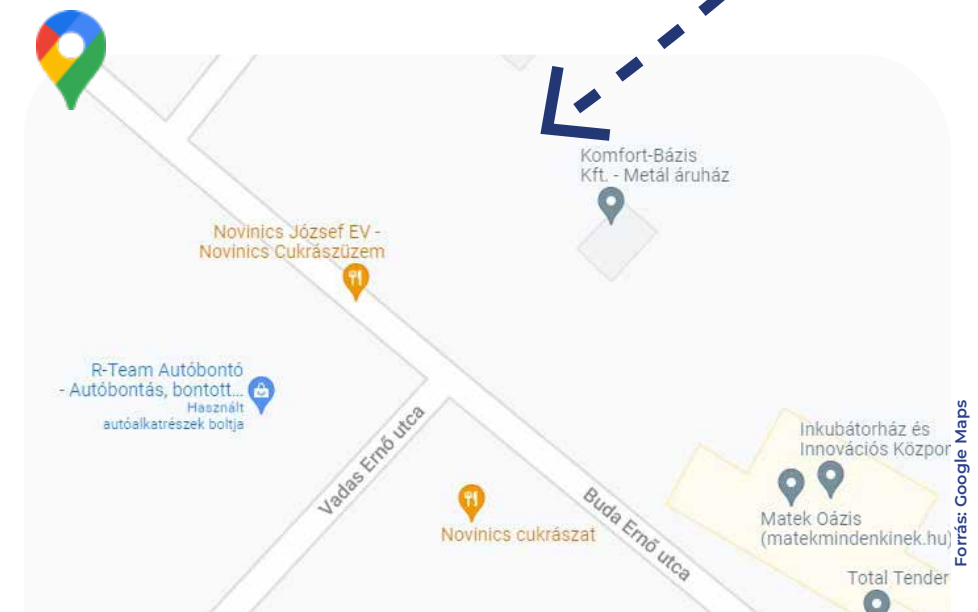 Komfort-Bázis
Kft. - Metál áruház
Novinics József EV -
Novinics Cukrászüzem
R-Team Autóbontó
- Autóbontás, bontott...
Használt
autóalkatrészek boltja
Vadas Ernő utca
Novinics cukrászat
Buda Ernő utca
Inkubátorház és
Innovációs Közpor
Matek Oázis
(matekmindenkinek.hu)
Total Tender
Forrás: Google Maps